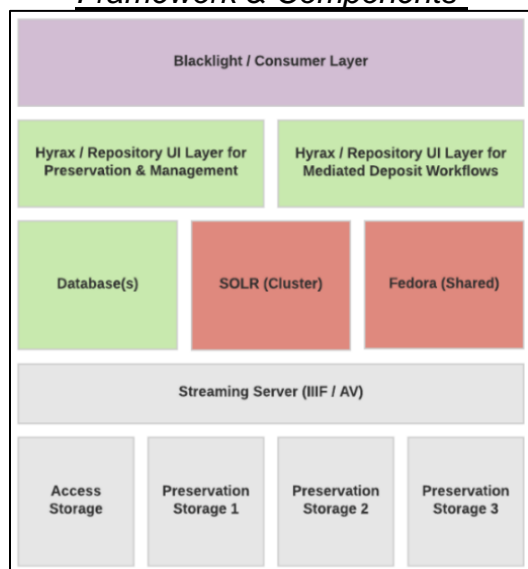 Framework & Components
Blacklight / Consumer Layer
Hyrax / Repository UI Layer for
Preservation & Management
Hyrax / Repository UI Layer for
Mediated Deposit Workflows
Database(s)
SOLR (Cluster)
Fedora (Shared)
Streaming Server (IIIF / AV)
Access
Storage
Preservation
Storage 1
Preservation
Storage 2
Preservation
Storage 3